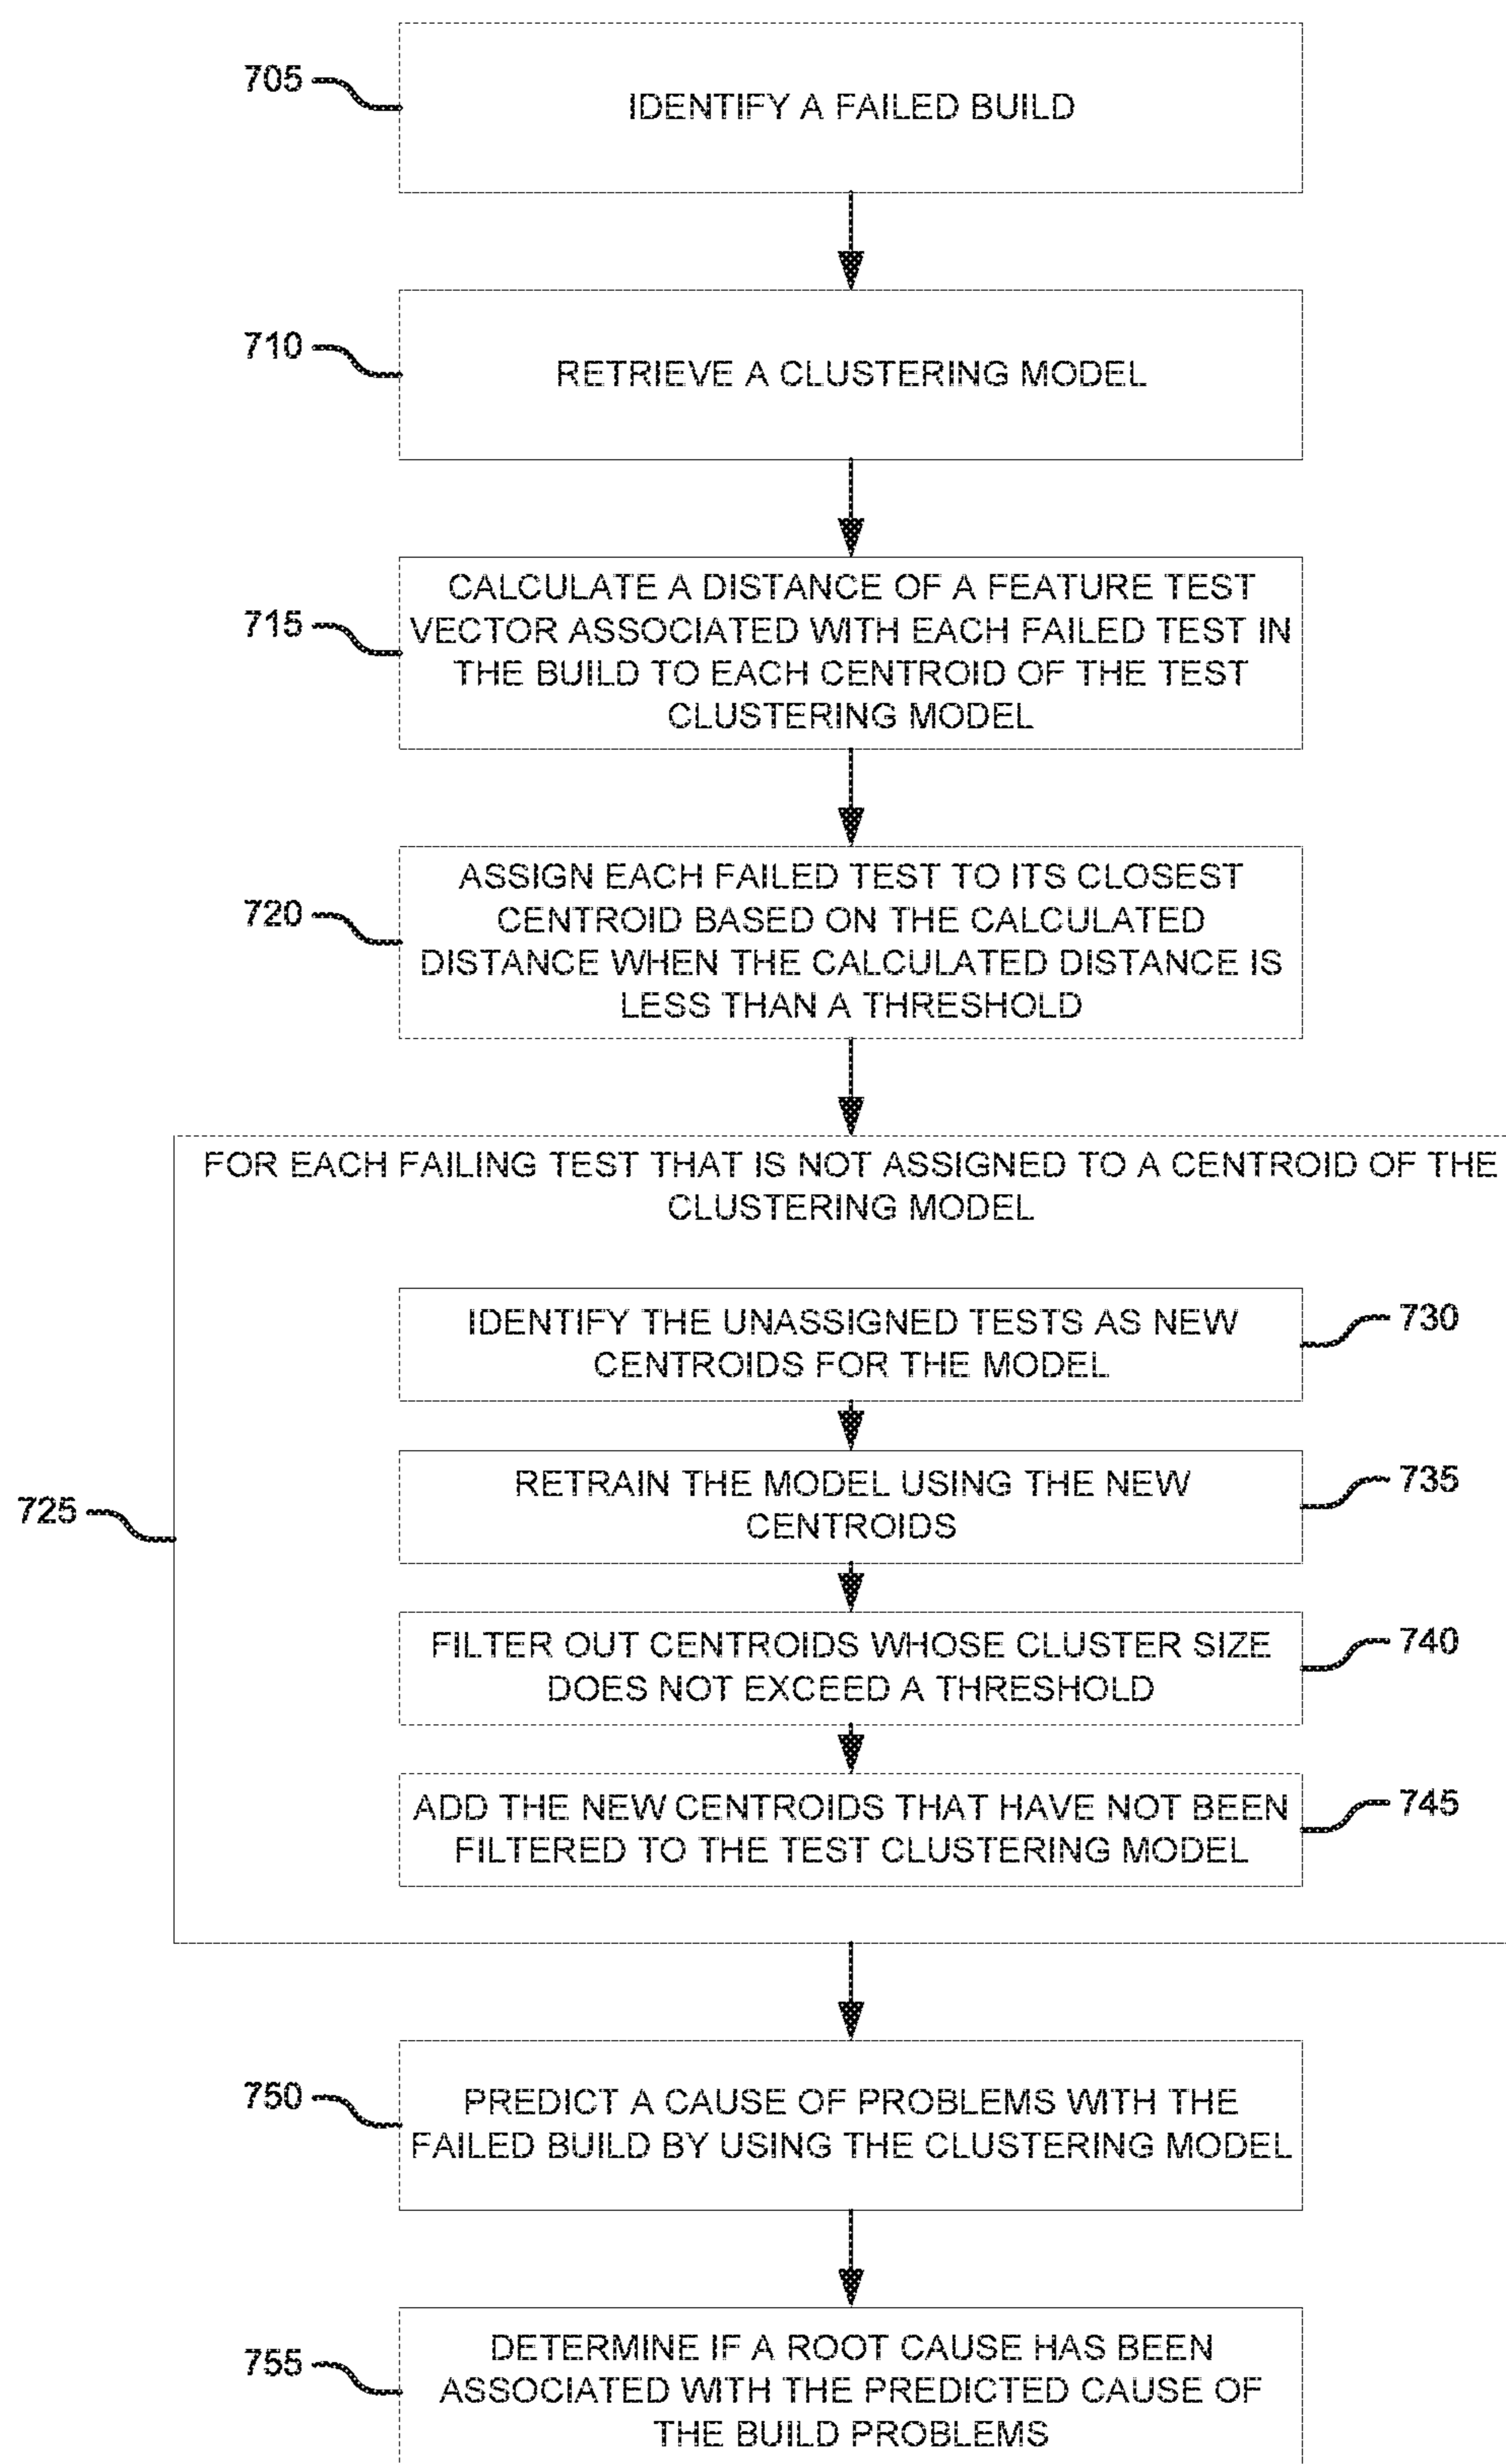 705
IDENTIFY A FAILED BUILD
710
RETRIEVE A CLUSTERING MODEL
715
CALCULATE A DISTANCE OF A FEATURE TEST
VECTOR ASSOCIATED WITH EACH FAILED TEST IN
THE BUILD TO EACH CENTROID OF THE TEST
CLUSTERING MODEL
720
ASSIGN EACH FAILED TEST TO ITS CLOSEST
CENTROID BASED ON THE CALCULATED
DISTANCE WHEN THE CALCULATED DISTANCE IS
LESS THAN A THRESHOLD
725
FOR EACH FAILING TEST THAT IS NOT ASSIGNED TO A CENTROID OF THE
CLUSTERING MODEL
IDENTIFY THE UNASSIGNED TESTS AS NEW
CENTROIDS FOR THE MODEL
730
RETRAIN THE MODEL USING THE NEW
CENTROIDS
735
FILTER OUT CENTROIDS WHOSE CLUSTER SIZE
DOES NOT EXCEED A THRESHOLD
740
ADD THE NEW CENTROIDS THAT HAVE NOT BEEN
FILTERED TO THE TEST CLUSTERING MODEL
745
750
PREDICT A CAUSE OF PROBLEMS WITH THE
FAILED BUILD BY USING THE CLUSTERING MODEL
755
DETERMINE IF A ROOT CAUSE HAS BEEN
ASSOCIATED WITH THE PREDICTED CAUSE OF
THE BUILD PROBLEMS